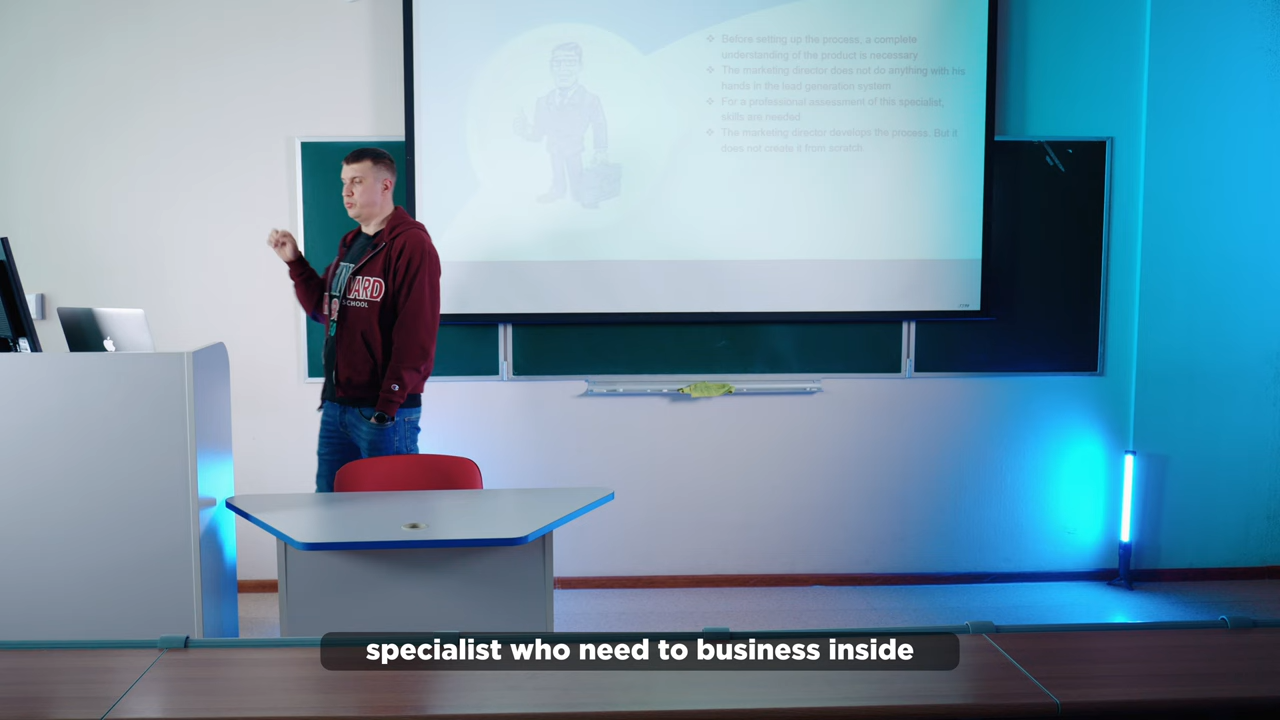 ❖ Before setting up the process, a complete
understanding of the product is necessary
❖ The marketing director does not do anything with his
hands in the lead generation system
❖ For a professional assessment of this specialist,
skills are needed
❖ The marketing director develops the process. But it
does not create it from scratch.
VARD
SCHOOL
specialist who need to business inside